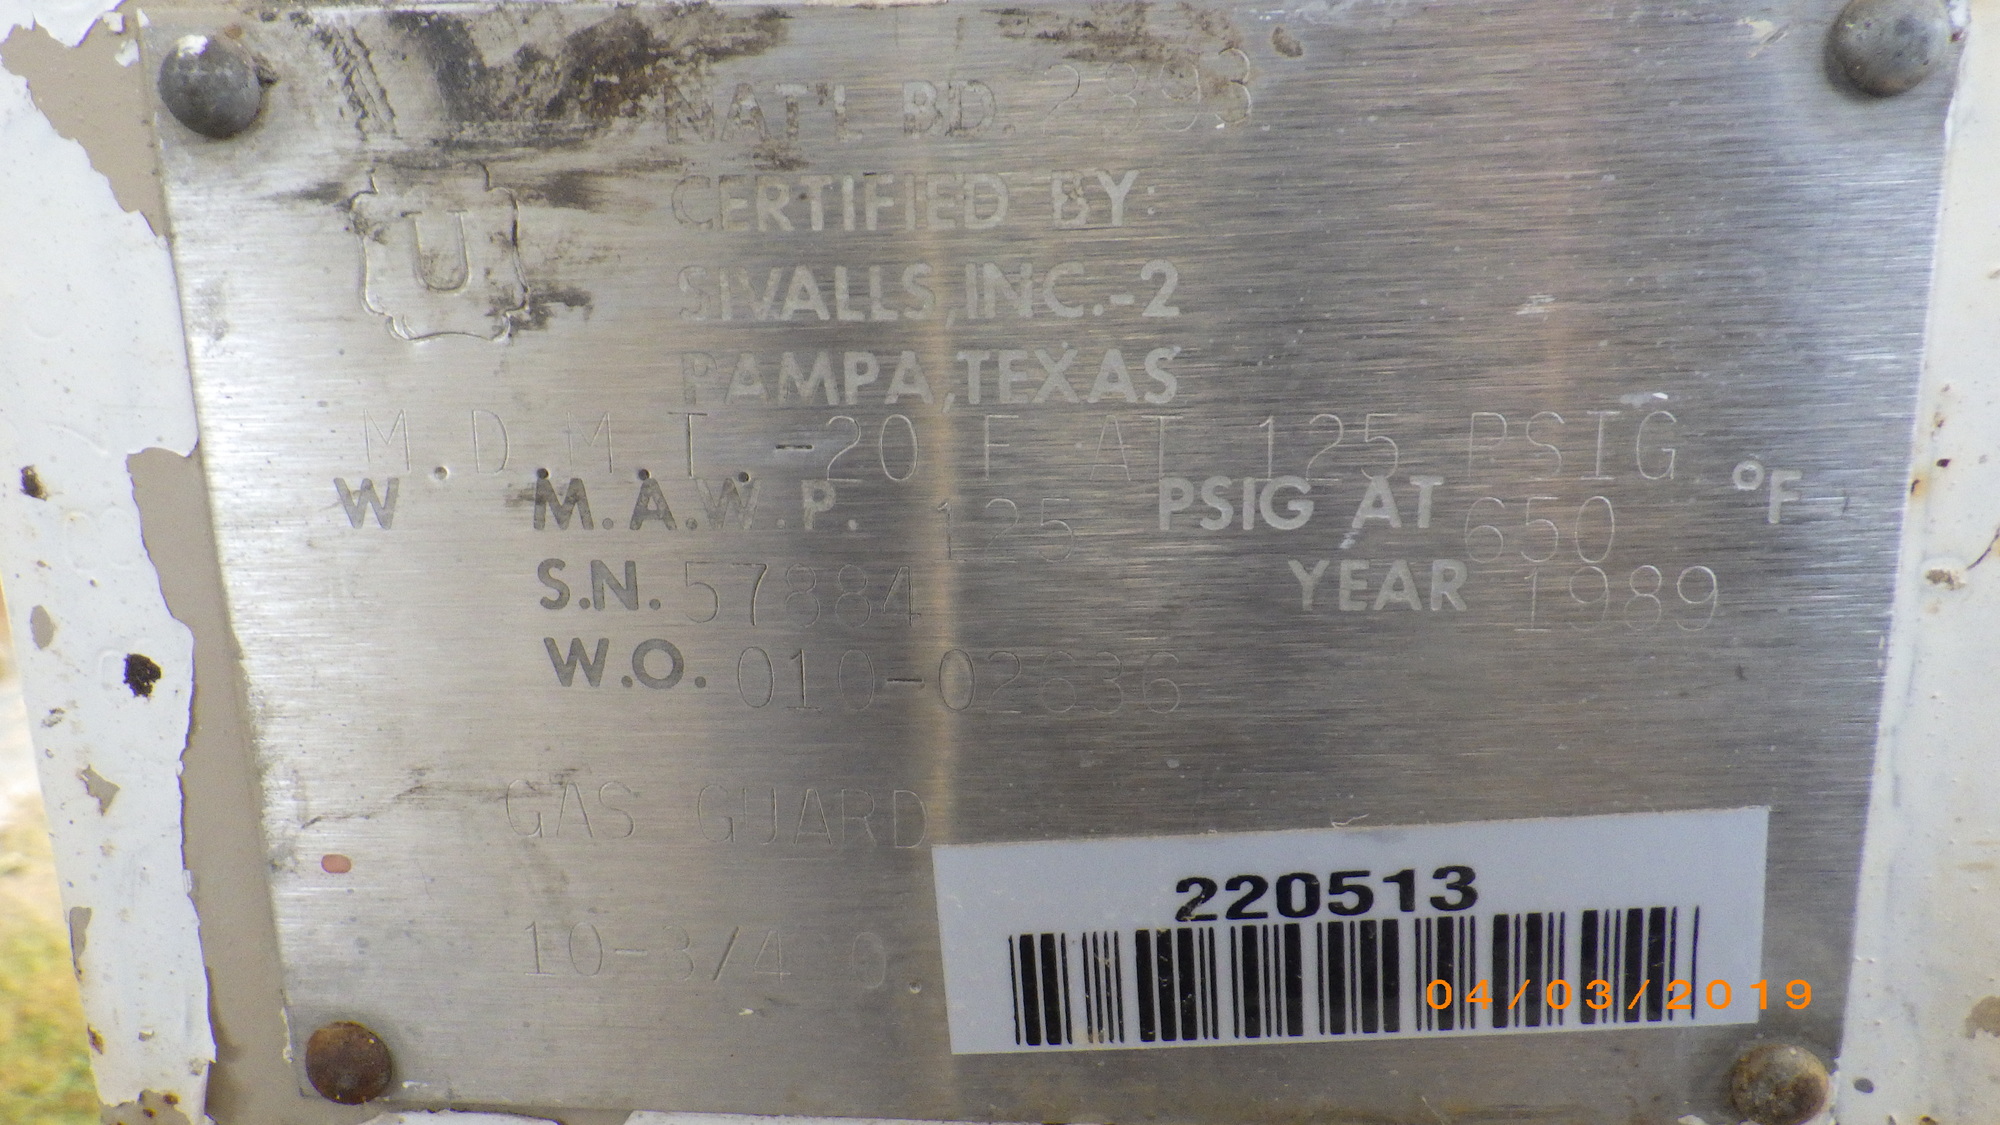 NAT'L BD. 2893
U
CERTIFIED BY:
SIVALLS, INC.-2
PAMPA, TEXAS
M.D.M.T. -20 F AT 125 PSIG
W M.A.W.P. 125 PSIG AT 650 °F
S.N. 57884 YEAR 1989
W.O. 010-02636
GAS GUARD
10-3/4 O.
220513
04/03/2019